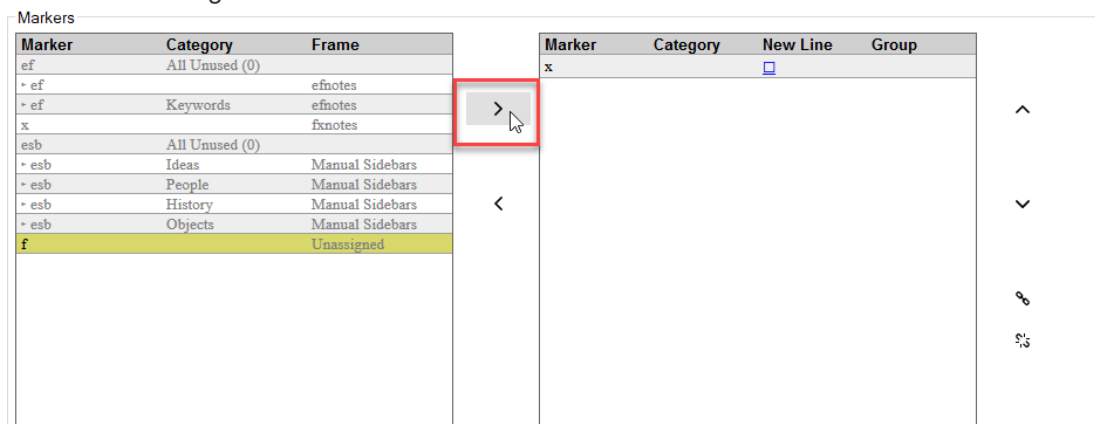 Markers
Marker Category Frame
ef All Unused (0)
ef efnotes
ef Keywords efnotes
x fxnotes
esb All Unused (0)
esb Ideas Manual Sidebars
esb People Manual Sidebars
esb History Manual Sidebars
esb Objects Manual Sidebars
f Unassigned
Marker Category New Line Group
x